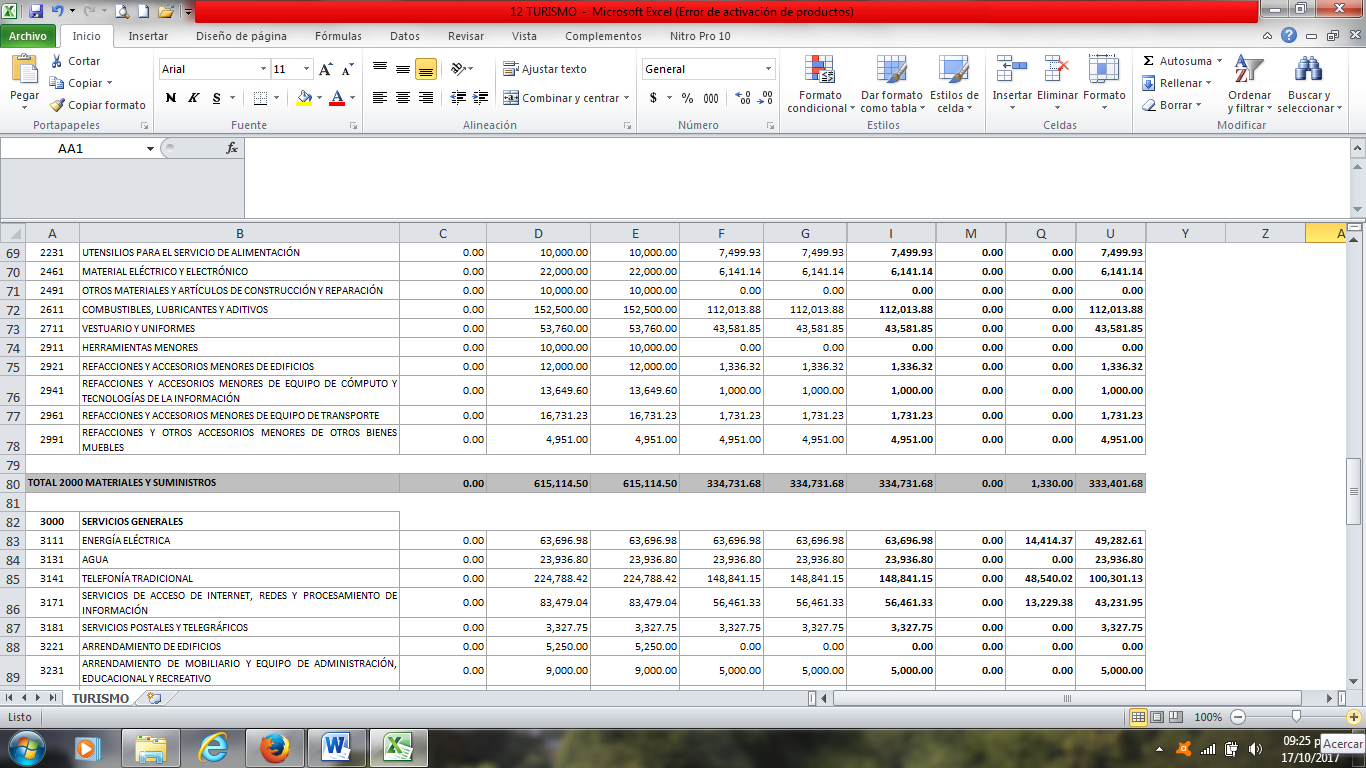 12 TURISMO - Microsoft Excel (Error de activación de productos)
Archivo Inicio Insertar Diseño de página Fórmulas Datos Revisar Vista Complementos Nitro Pro 10
Pegar Cortar Copiar Copiar formato Portapapeles
Arial 11 A A N K S A Fuente
Ajustar texto Combinar y centrar Alineación
General $ % 000 Número
Formato condicional Dar formato como tabla Estilos de celda Estilos
Insertar Eliminar Formato Celdas
Σ Autosuma Rellenar Borrar Ordenar y filtrar Buscar y seleccionar Modificar
AA1 fx
A B C D E F G I M Q U Y Z A
69 2231 UTENSILIOS PARA EL SERVICIO DE ALIMENTACIÓN 0.00 10,000.00 10,000.00 7,499.93 7,499.93 7,499.93 0.00 0.00 7,499.93
70 2461 MATERIAL ELÉCTRICO Y ELECTRÓNICO 0.00 22,000.00 22,000.00 6,141.14 6,141.14 6,141.14 0.00 0.00 6,141.14
71 2491 OTROS MATERIALES Y ARTÍCULOS DE CONSTRUCCIÓN Y REPARACIÓN 0.00 10,000.00 10,000.00 0.00 0.00 0.00 0.00 0.00 0.00
72 2611 COMBUSTIBLES, LUBRICANTES Y ADITIVOS 0.00 152,500.00 152,500.00 112,013.88 112,013.88 112,013.88 0.00 0.00 112,013.88
73 2711 VESTUARIO Y UNIFORMES 0.00 53,760.00 53,760.00 43,581.85 43,581.85 43,581.85 0.00 0.00 43,581.85
74 2911 HERRAMIENTAS MENORES 0.00 10,000.00 10,000.00 0.00 0.00 0.00 0.00 0.00 0.00
75 2921 REFACCIONES Y ACCESORIOS MENORES DE EDIFICIOS 0.00 12,000.00 12,000.00 1,336.32 1,336.32 1,336.32 0.00 0.00 1,336.32
76 2941 REFACCIONES Y ACCESORIOS MENORES DE EQUIPO DE CÓMPUTO Y
TECNOLOGÍAS DE LA INFORMACIÓN 0.00 13,649.60 13,649.60 1,000.00 1,000.00 1,000.00 0.00 0.00 1,000.00
77 2961 REFACCIONES Y ACCESORIOS MENORES DE EQUIPO DE TRANSPORTE 0.00 16,731.23 16,731.23 1,731.23 1,731.23 1,731.23 0.00 0.00 1,731.23
78 2991 REFACCIONES Y OTROS ACCESORIOS MENORES DE OTROS BIENES
MUEBLES 0.00 4,951.00 4,951.00 4,951.00 4,951.00 4,951.00 0.00 0.00 4,951.00
79
80 TOTAL 2000 MATERIALES Y SUMINISTROS 0.00 615,114.50 615,114.50 334,731.68 334,731.68 334,731.68 0.00 1,330.00 333,401.68
81
82 3000 SERVICIOS GENERALES
83 3111 ENERGÍA ELÉCTRICA 0.00 63,696.98 63,696.98 63,696.98 63,696.98 63,696.98 0.00 14,414.37 49,282.61
84 3131 AGUA 0.00 23,936.80 23,936.80 23,936.80 23,936.80 23,936.80 0.00 0.00 23,936.80
85 3141 TELEFONÍA TRADICIONAL 0.00 224,788.42 224,788.42 148,841.15 148,841.15 148,841.15 0.00 48,540.02 100,301.13
86 3171 SERVICIOS DE ACCESO DE INTERNET, REDES Y PROCESAMIENTO DE
INFORMACIÓN 0.00 83,479.04 83,479.04 56,461.33 56,461.33 56,461.33 0.00 13,229.38 43,231.95
87 3181 SERVICIOS POSTALES Y TELEGRÁFICOS 0.00 3,327.75 3,327.75 3,327.75 3,327.75 3,327.75 0.00 0.00 3,327.75
88 3221 ARRENDAMIENTO DE EDIFICIOS 0.00 5,250.00 5,250.00 0.00 0.00 0.00 0.00 0.00 0.00
89 3231 ARRENDAMIENTO DE MOBILIARIO Y EQUIPO DE ADMINISTRACIÓN,
EDUCACIONAL Y RECREATIVO 0.00 9,000.00 9,000.00 5,000.00 5,000.00 5,000.00 0.00 0.00 5,000.00
TURISMO
Listo 100%
09:25 p
Acercar
17/10/2017